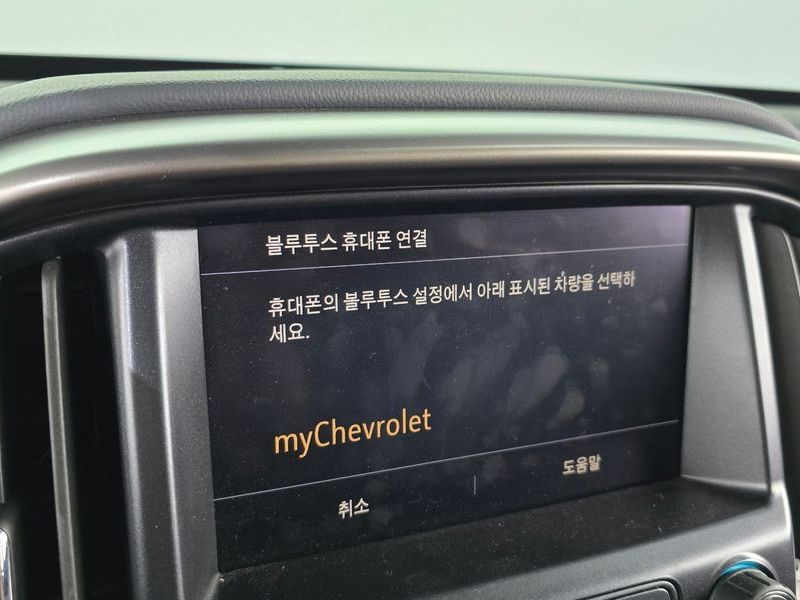 블루투스 휴대폰 연결
휴대폰의 블루투스 설정에서 아래 표시된 차량을 선택하
세요.
myChevrolet
취소
도움말